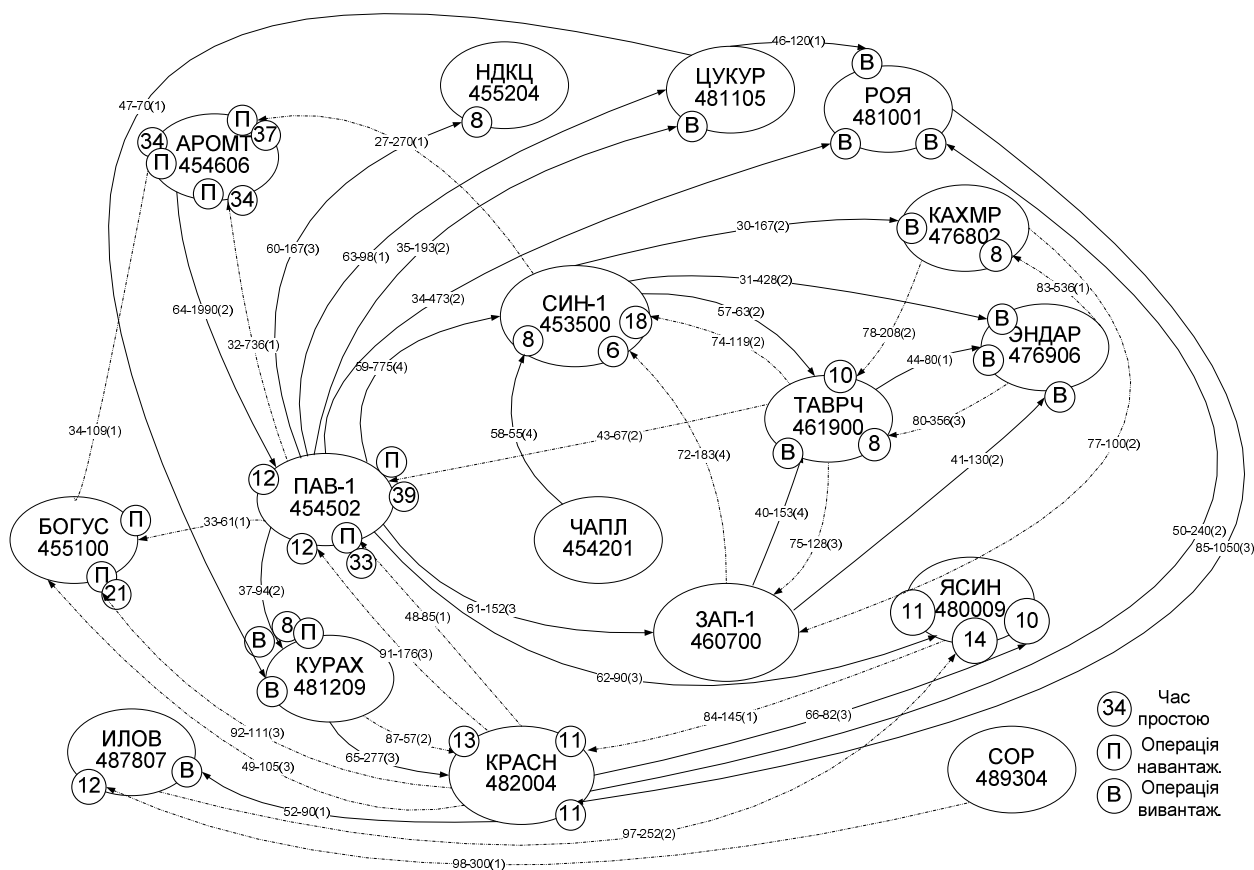 46-120(1)
НДКЦ
455204
8
ЦУКУР
481105
В
В
РОЯ
481001
В
В
47-70(1)
П
37
34
АРОМТ
454606
П
П
34
27-270(1)
КАХМР
476802
В
8
30-167(2)
60-167(3)
63-98(1)
35-193(2)
34-473(2)
31-428(2)
83-536(1)
СИН-1
453500
18
8
6
57-63(2)
74-119(2)
78-208(2)
В
ЭНДАР
476906
В
В
64-1990(2)
32-736(1)
59-775(4)
44-80(1)
10
ТАВРЧ
461900
В
8
80-356(3)
34-109(1)
58-55(4)
43-67(2)
72-183(4)
41-130(2)
77-100(2)
12
ПАВ-1
454502
П
39
12
П
33
БОГУС
455100
П
П
21
33-61(1)
ЧАПЛ
454201
40-153(4)
75-128(3)
50-240(2)
85-1050(3)
37-94(2)
61-152(3
48-85(1)
ЗАП-1
460700
ЯСИН
480009
11
14
10
8
П
В
КУРАХ
481209
В
91-176(3)
62-90(3)
84-145(1)
66-82(3)
92-111(3)
49-105(3)
87-57(2)
65-277(3)
ИЛОВ
487807
12
В
13
11
КРАСН
482004
11
СОР
489304
52-90(1)
97-252(2)
98-300(1)
34
Час
простою
П
Операція
навантаж.
В
Операція
вивантаж.